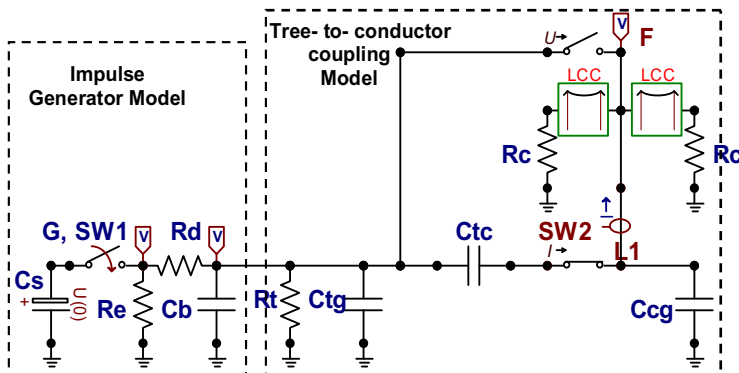 Tree- to- conductor
coupling
Model
Impulse
Generator Model
U
V
F
LCC
LCC
Rc
Rc
I
G, SW1
V
Rd
V
Ctc
SW2
I
L1
Cs
+
U(0)
Re
Cb
Rt
Ctg
Ccg